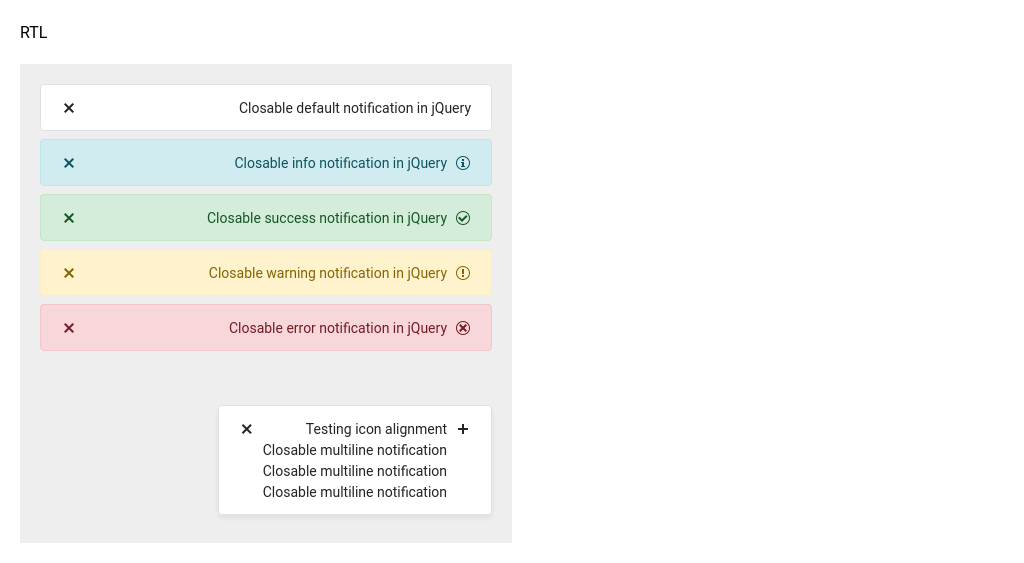 RTL
Closable default notification in jQuery
Closable info notification in jQuery
Closable success notification in jQuery
Closable warning notification in jQuery
Closable error notification in jQuery
Testing icon alignment
Closable multiline notification
Closable multiline notification
Closable multiline notification